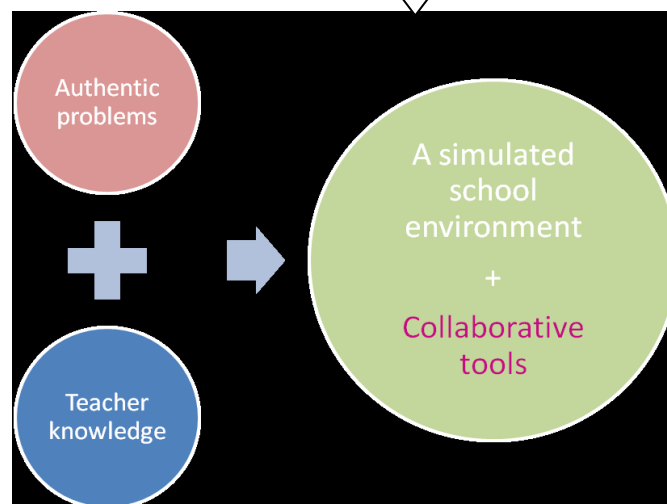 Authentic
problems
Teacher
knowledge
A simulated
school
environment
+
Collaborative
tools